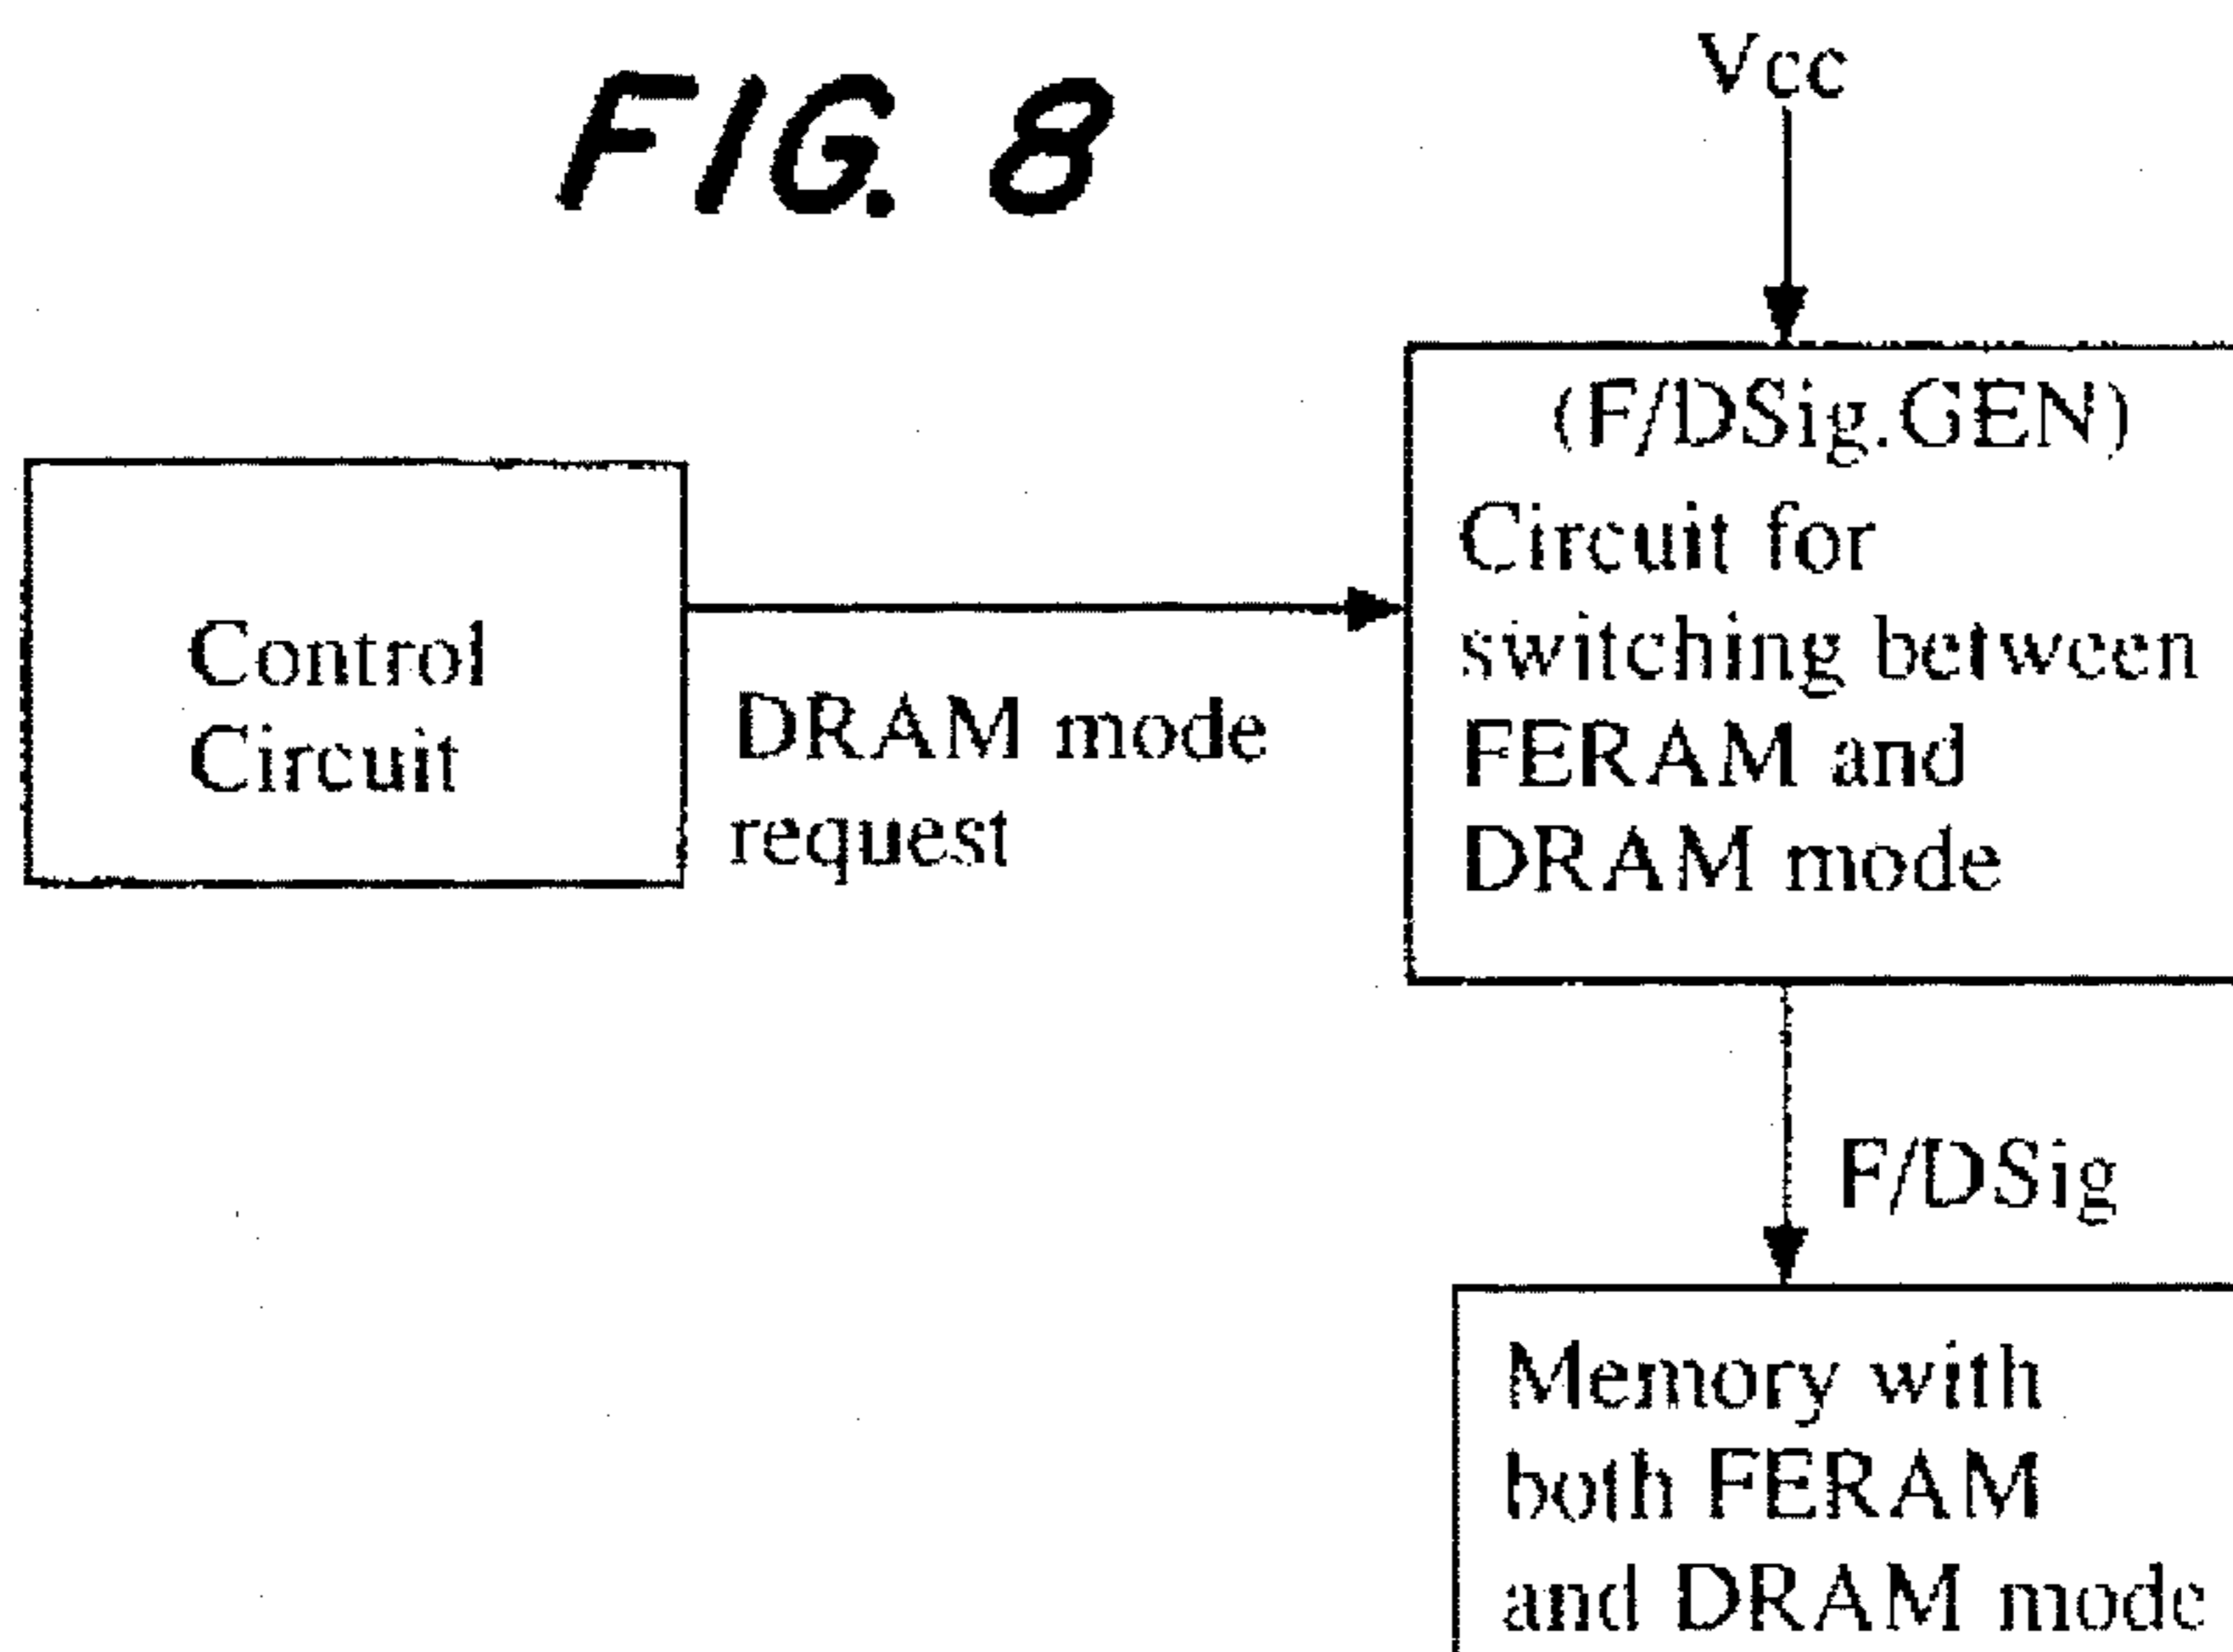 FIG. 8
Vcc
(F/DSig.GEN)
Circuit for
switching between
FERAM and
DRAM mode
Control
Circuit
DRAM mode
request
F/DSig
Memory with
both FERAM
and DRAM mode